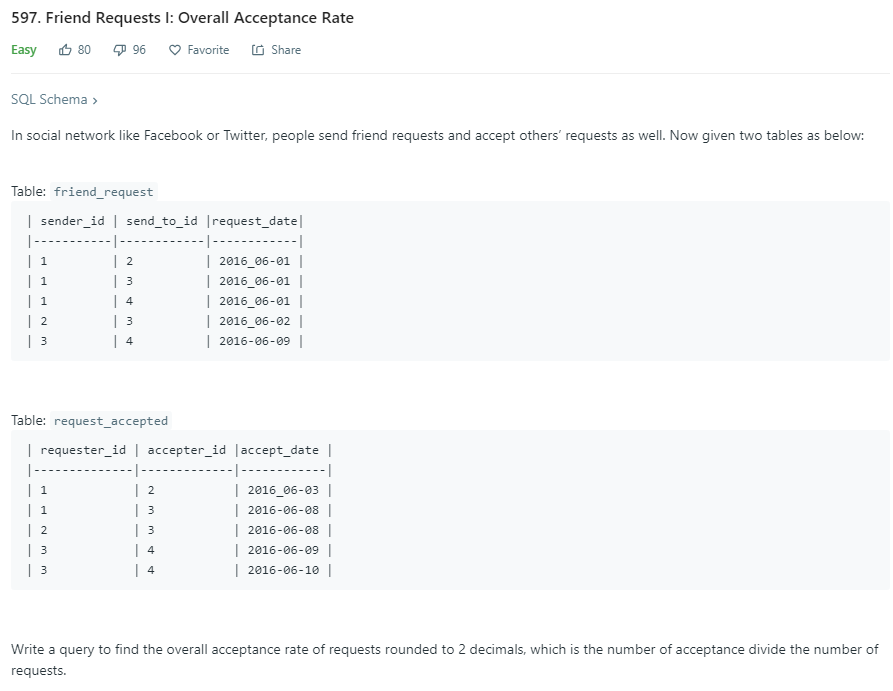 597. Friend Requests I: Overall Acceptance Rate
Easy 80 96 Favorite Share
SQL Schema >
In social network like Facebook or Twitter, people send friend requests and accept others' requests as well. Now given two tables as below:
Table: friend_request
| sender_id | send_to_id |request_date|
|-----------|------------|------------|
| 1 | 2 | 2016_06-01 |
| 1 | 3 | 2016_06-01 |
| 1 | 4 | 2016_06-01 |
| 2 | 3 | 2016_06-02 |
| 3 | 4 | 2016-06-09 |
Table: request_accepted
| requester_id | accepter_id |accept_date |
|--------------|-------------|------------|
| 1 | 2 | 2016_06-03 |
| 1 | 3 | 2016-06-08 |
| 2 | 3 | 2016-06-08 |
| 3 | 4 | 2016-06-09 |
| 3 | 4 | 2016-06-10 |
Write a query to find the overall acceptance rate of requests rounded to 2 decimals, which is the number of acceptance divide the number of
requests.